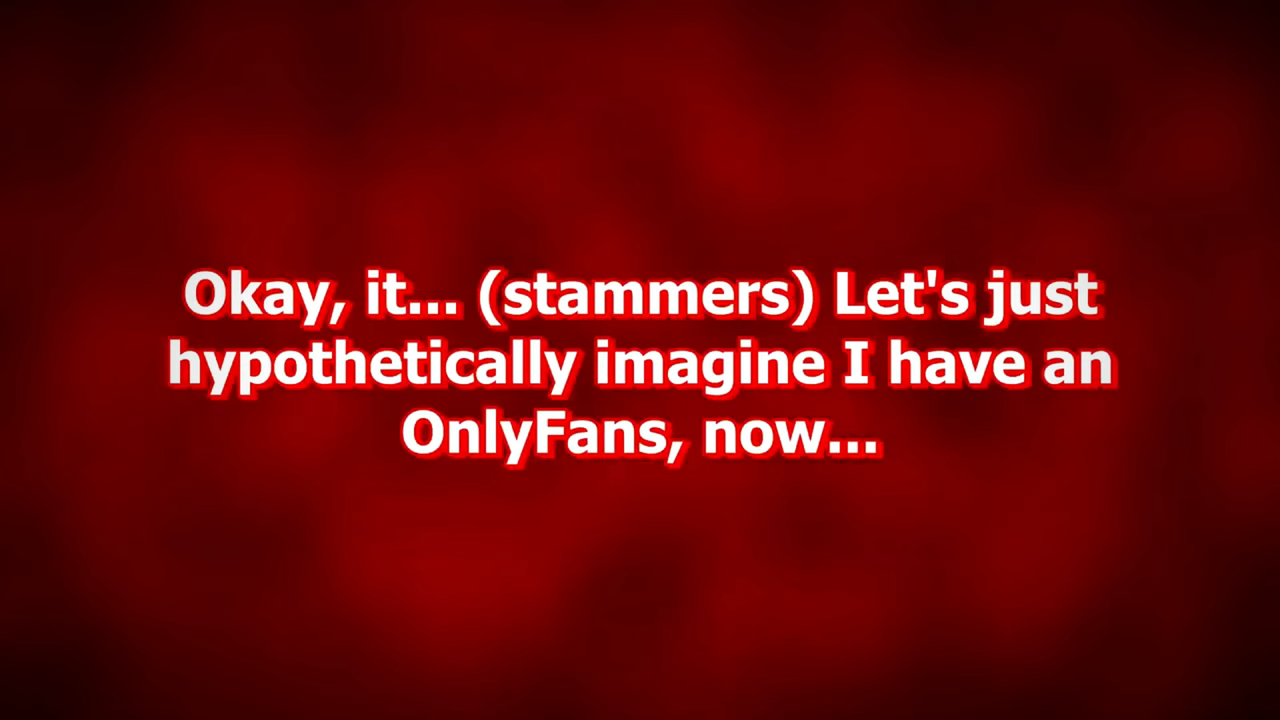 Okay, it... (stammers) Let's just
hypothetically imagine I have an
OnlyFans, now...